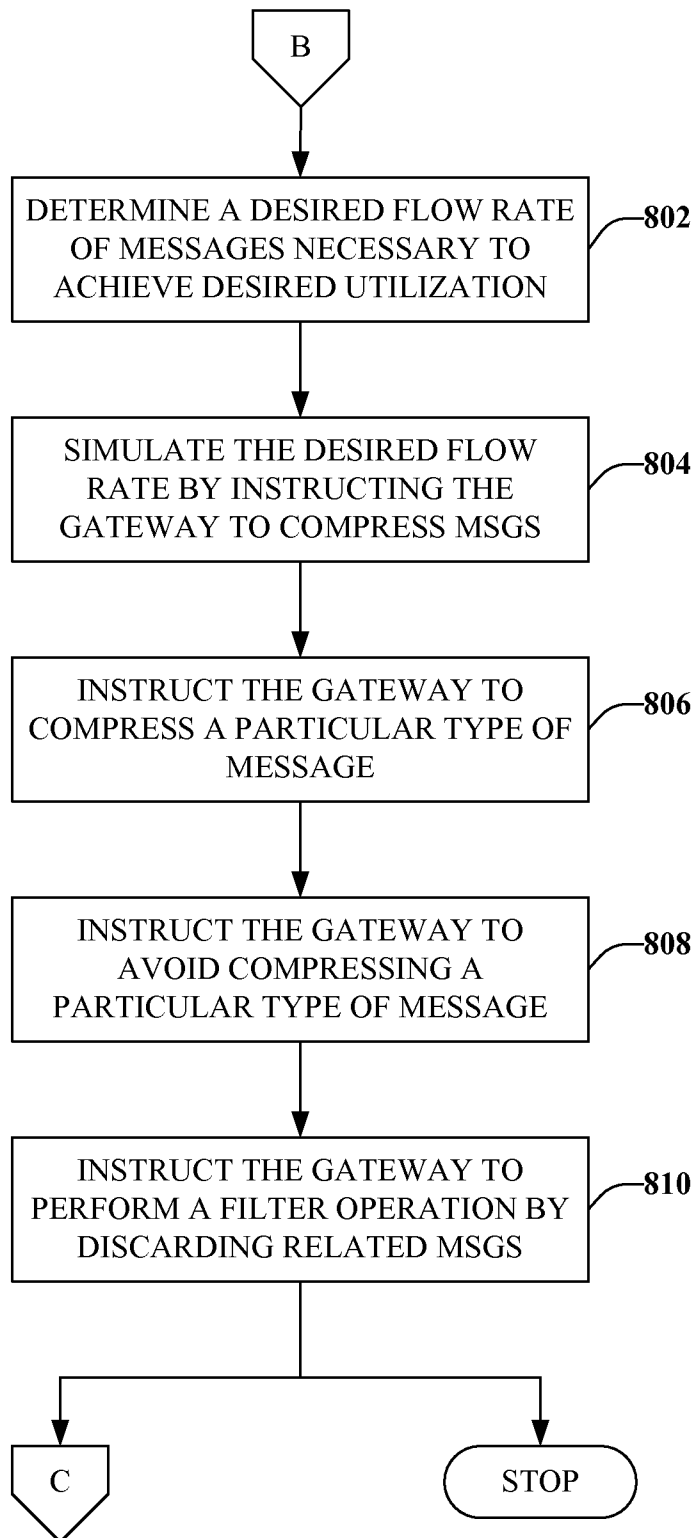 B
DETERMINE A DESIRED FLOW RATE
OF MESSAGES NECESSARY TO
ACHIEVE DESIRED UTILIZATION
802
SIMULATE THE DESIRED FLOW
RATE BY INSTRUCTING THE
GATEWAY TO COMPRESS MSGS
804
INSTRUCT THE GATEWAY TO
COMPRESS A PARTICULAR TYPE OF
MESSAGE
806
INSTRUCT THE GATEWAY TO
AVOID COMPRESSING A
PARTICULAR TYPE OF MESSAGE
808
INSTRUCT THE GATEWAY TO
PERFORM A FILTER OPERATION BY
DISCARDING RELATED MSGS
810
C
STOP